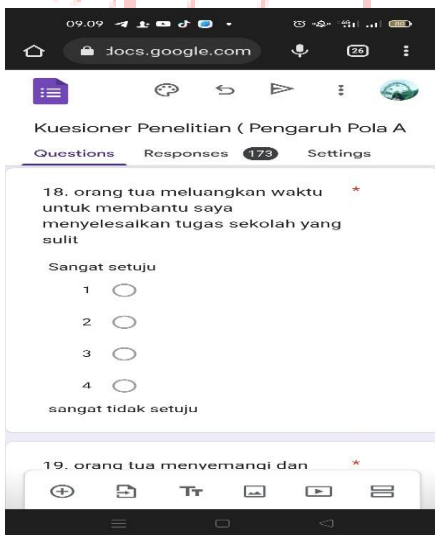 09.09
docs.google.com
26
Kuesioner Penelitian ( Pengaruh Pola A
Questions Responses 173 Settings
18. orang tua meluangkan waktu *
untuk membantu saya
menyelesaikan tugas sekolah yang
sulit
Sangat setuju
1
2
3
4
sangat tidak setuju
19. orang tua menyemangi dan *